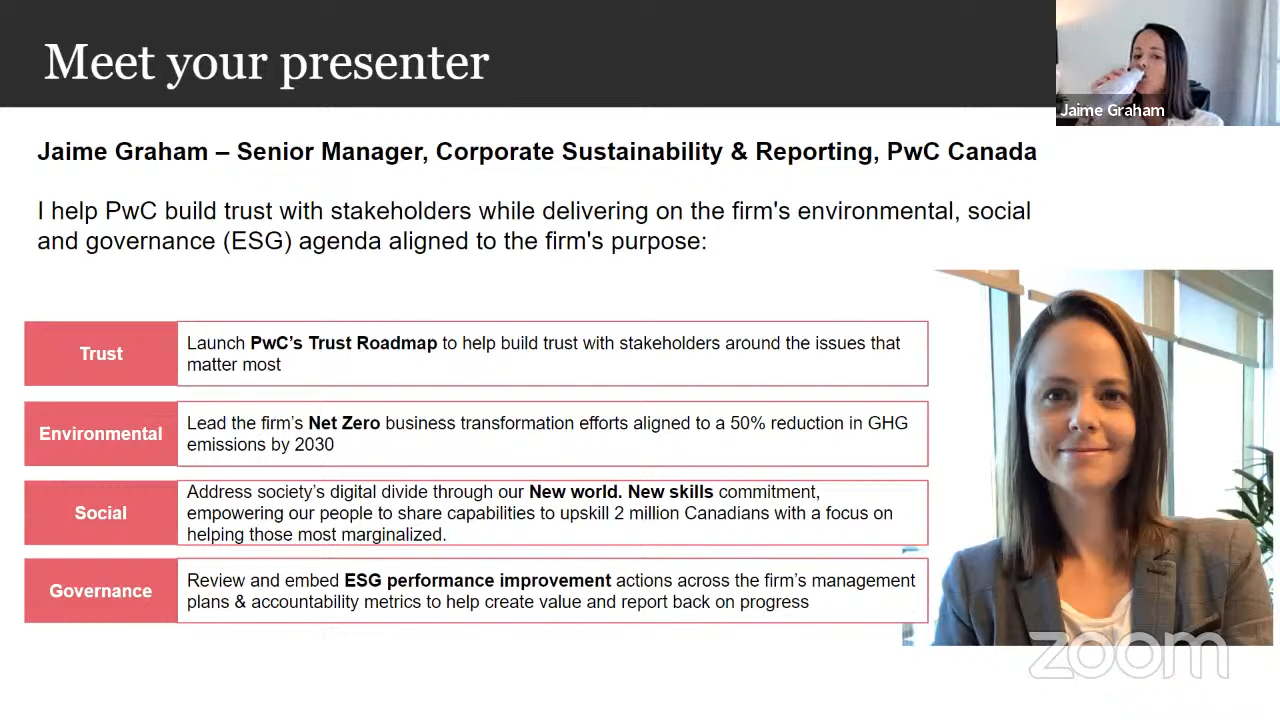 Meet your presenter
Jaime Graham
Jaime Graham – Senior Manager, Corporate Sustainability & Reporting, PwC Canada
I help PwC build trust with stakeholders while delivering on the firm's environmental, social
and governance (ESG) agenda aligned to the firm's purpose:
Trust
Launch PwC’s Trust Roadmap to help build trust with stakeholders around the issues that
matter most
Environmental
Lead the firm’s Net Zero business transformation efforts aligned to a 50% reduction in GHG
emissions by 2030
Social
Address society’s digital divide through our New world. New skills commitment,
empowering our people to share capabilities to upskill 2 million Canadians with a focus on
helping those most marginalized.
Governance
Review and embed ESG performance improvement actions across the firm’s management
plans & accountability metrics to help create value and report back on progress
zoom